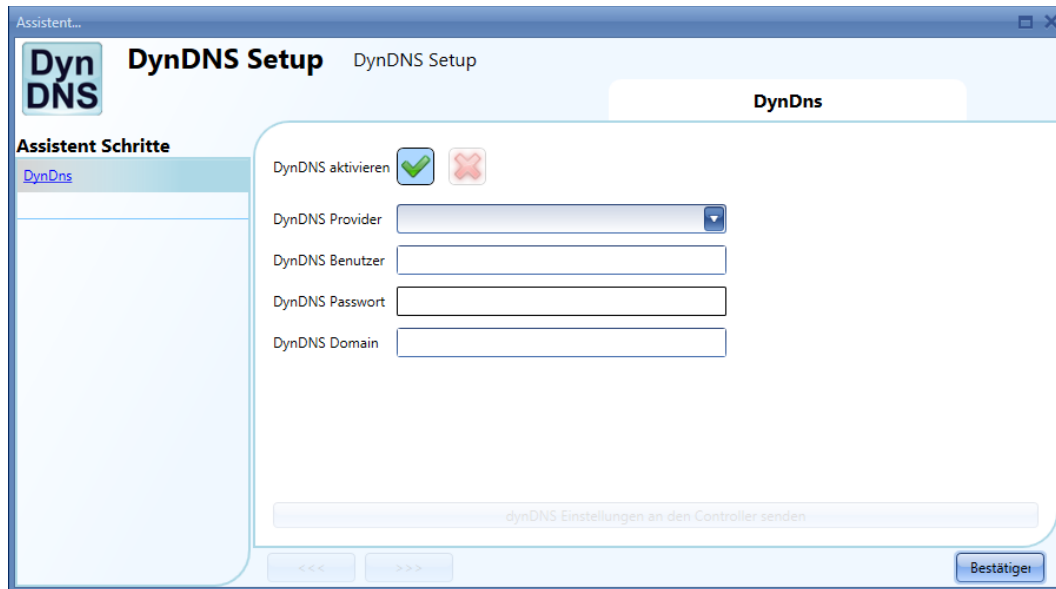 Assistent...
Dyn
DNS
DynDNS Setup DynDNS Setup
DynDns
Assistent Schritte
DynDns
DynDNS aktivieren
DynDNS Provider
DynDNS Benutzer
DynDNS Passwort
DynDNS Domain
dynDNS Einstellungen an den Controller senden
<<< >>>
Bestätiger